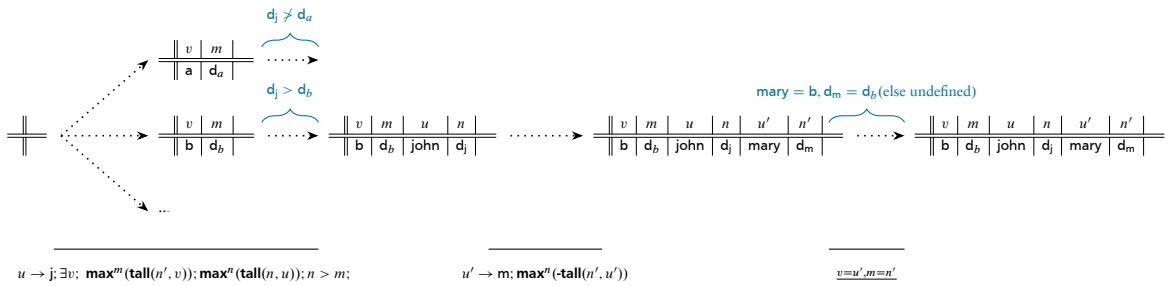 d_j ≯ d_a
v m
a d_a
d_j > d_b
mary = b, d_m = d_b (else undefined)
v m
b d_b
v m u n
b d_b john d_j
v m u n u′ n′
b d_b john d_j mary d_m
v m u n u′ n′
b d_b john d_j mary d_m
...
u → j; ∃v; max^m(tall(n′, v)); max^n(tall(n, u)); n > m;
u′ → m; max^n(-tall(n′, u′))
v=u′,m=n′